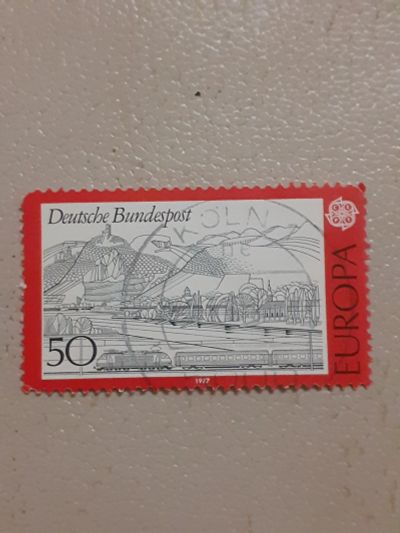 Deutsche Bundespost
KÖLN
50
1977
EUROPA